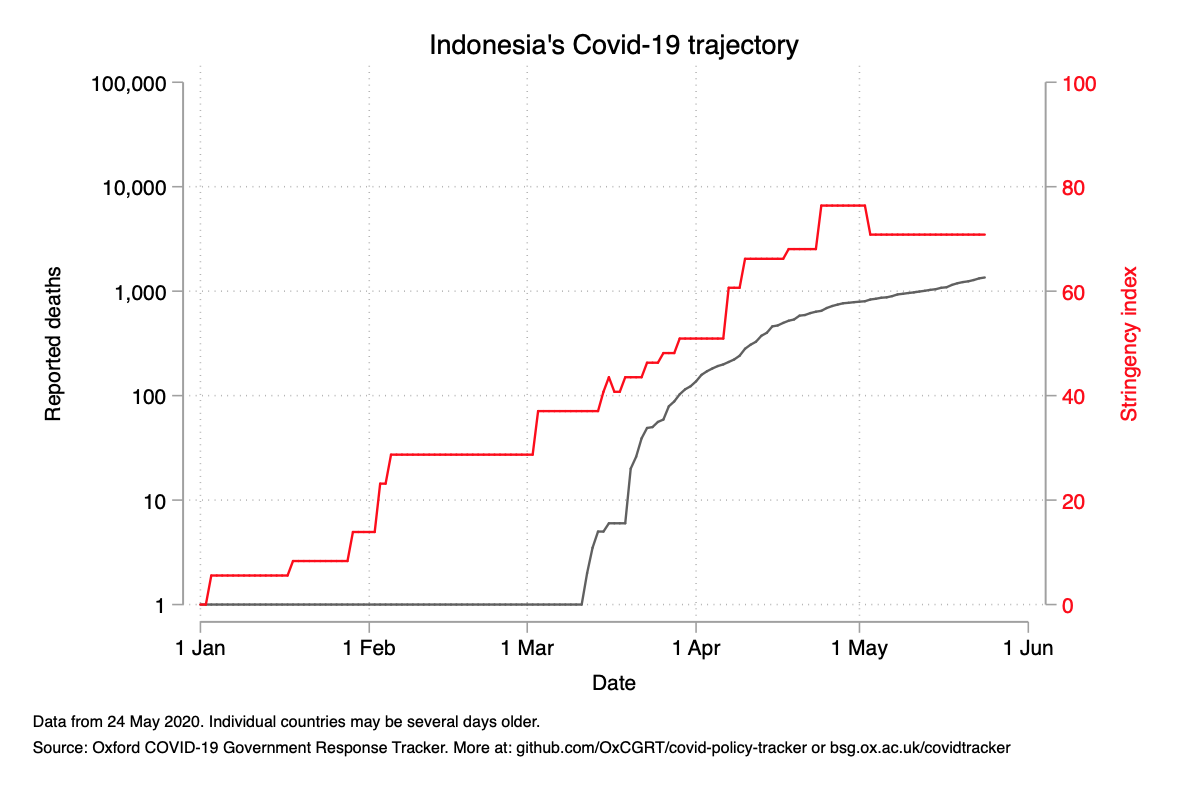 Indonesia's Covid-19 trajectory
100,000
10,000
1,000
100
10
1
Reported deaths
100
80
60
40
20
0
Stringency index
1 Jan 1 Feb 1 Mar 1 Apr 1 May 1 Jun
Date
Data from 24 May 2020. Individual countries may be several days older.
Source: Oxford COVID-19 Government Response Tracker. More at: github.com/OxCGRT/covid-policy-tracker or bsg.ox.ac.uk/covidtracker